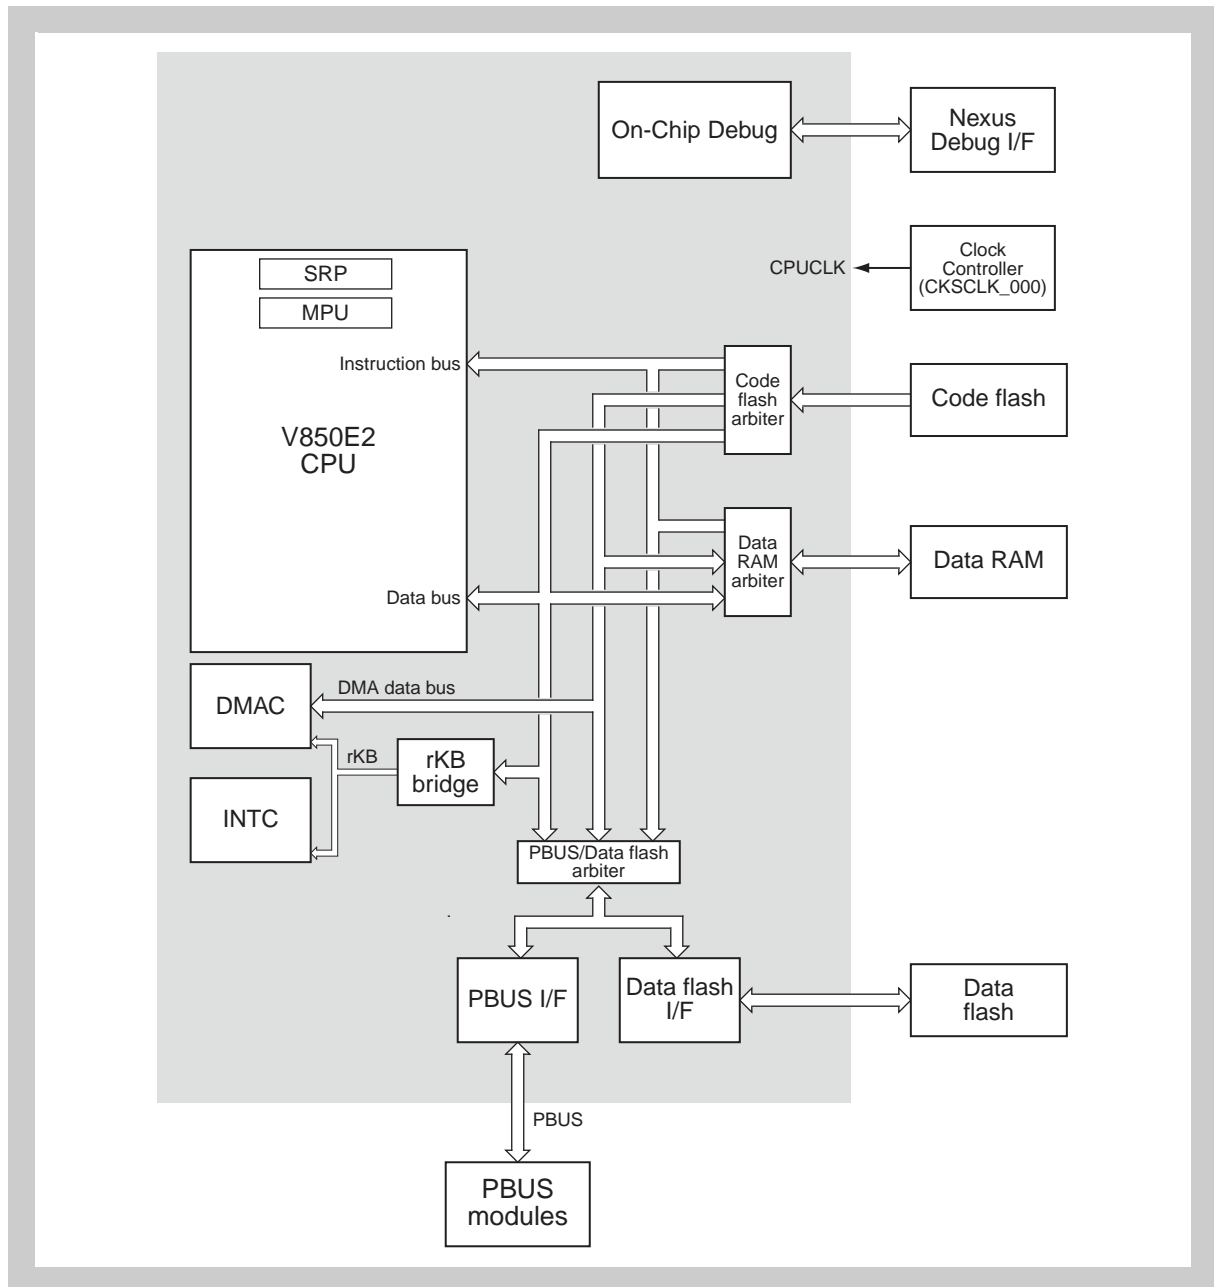 On-Chip Debug
Nexus
Debug I/F
CPUCLK
Clock
Controller
(CKSCLK_000)
SRP
MPU
Instruction bus
V850E2
CPU
Data bus
Code
flash
arbiter
Code flash
Data
RAM
arbiter
Data RAM
DMAC
DMA data bus
rKB
rKB
bridge
INTC
PBUS/Data flash
arbiter
PBUS I/F
Data flash
I/F
Data
flash
PBUS
PBUS
modules